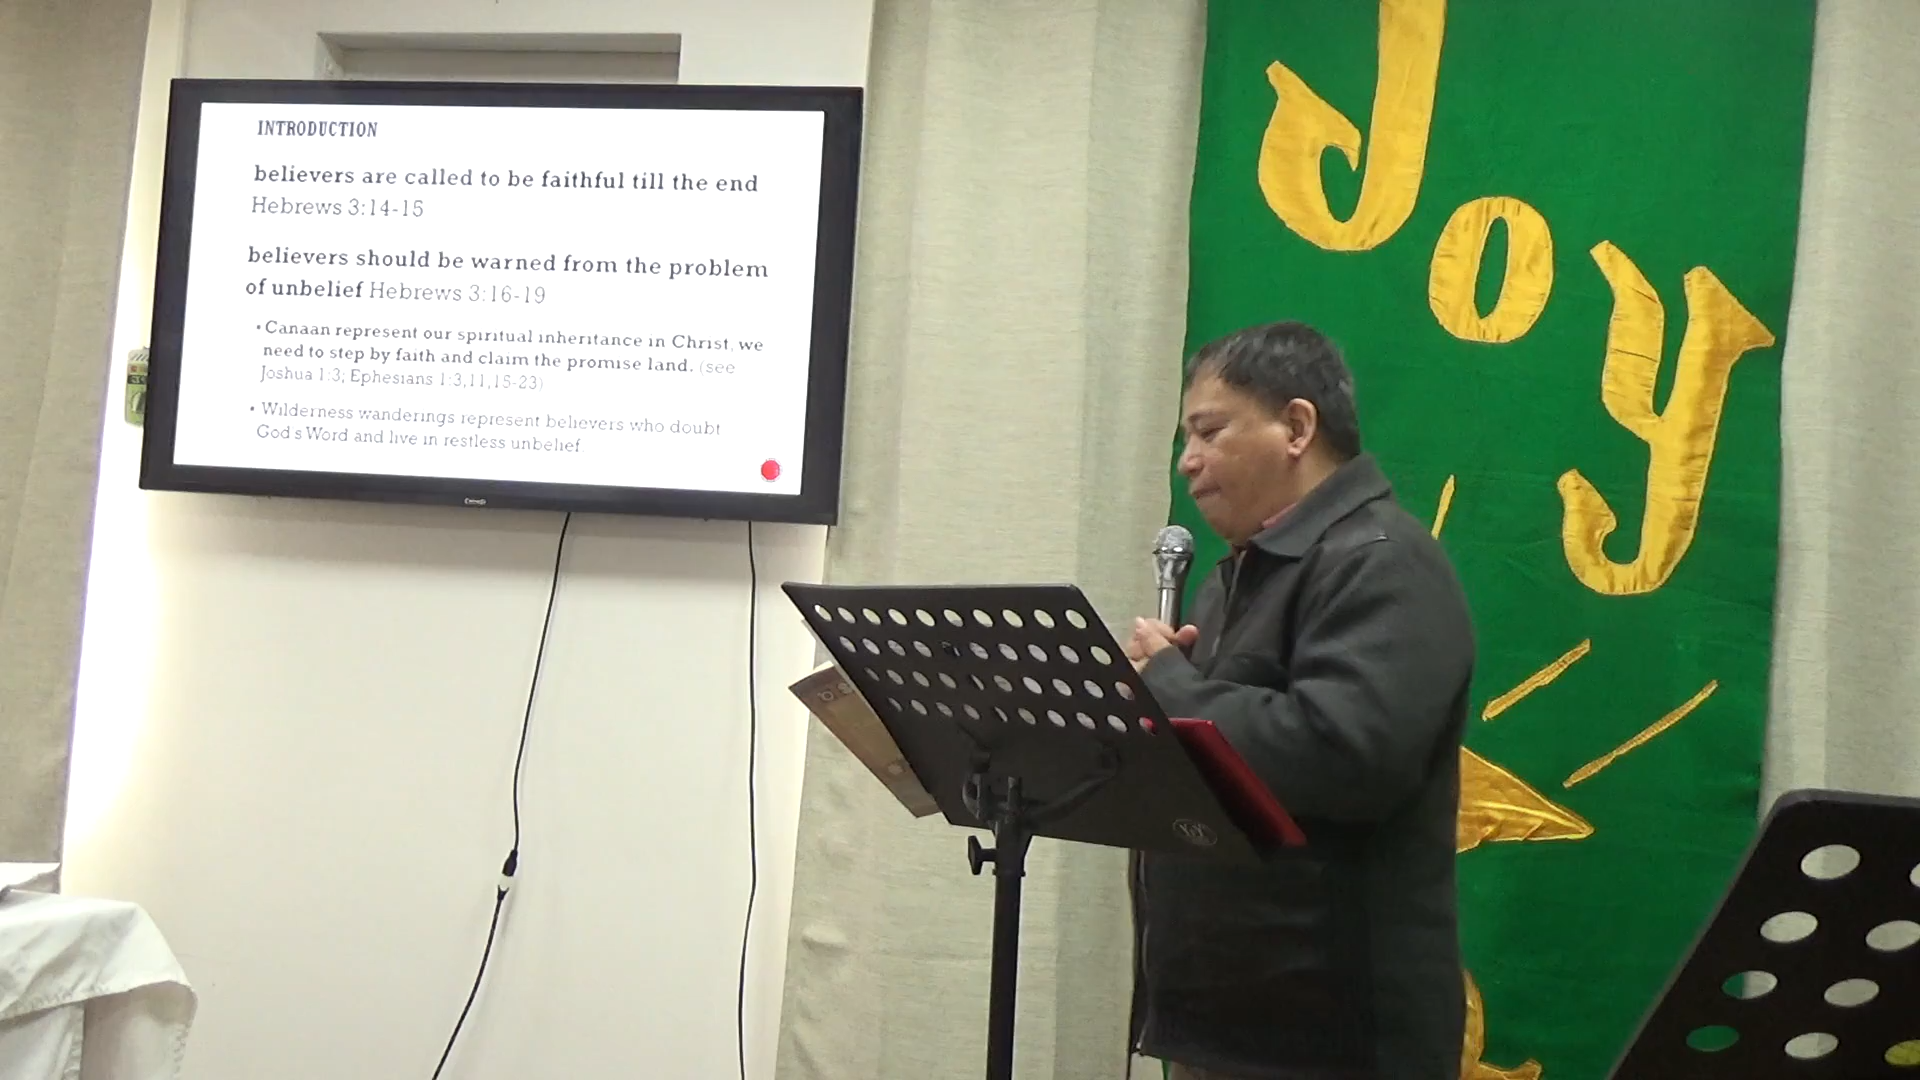 INTRODUCTION
believers are called to be faithful till the end
Hebrews 3:14-15
believers should be warned from the problem
of unbelief Hebrews 3:16-19
• Canaan represent our spiritual inheritance in Christ, we
need to step by faith and claim the promise land. (see
Joshua 1:3; Ephesians 1:3,11,15-23)
• Wilderness wanderings represent believers who doubt
God's Word and live in restless unbelief.
Joy